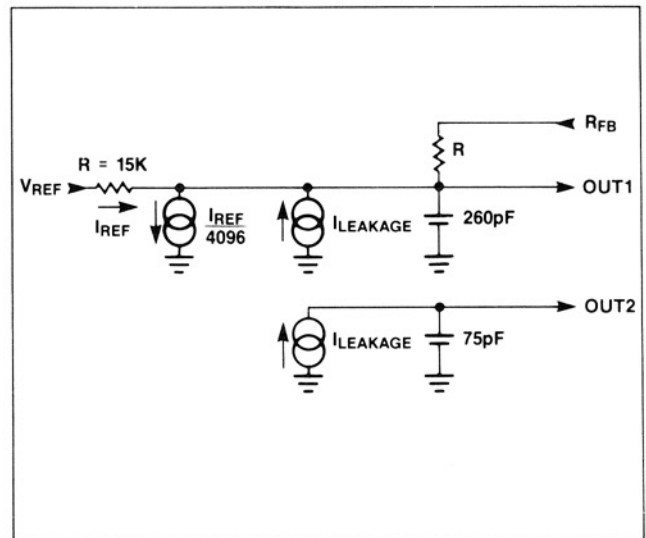 RFB
R
R = 15K
VREF
OUT1
IREF
IREF
4096
ILEAKAGE
260pF
OUT2
ILEAKAGE
75pF